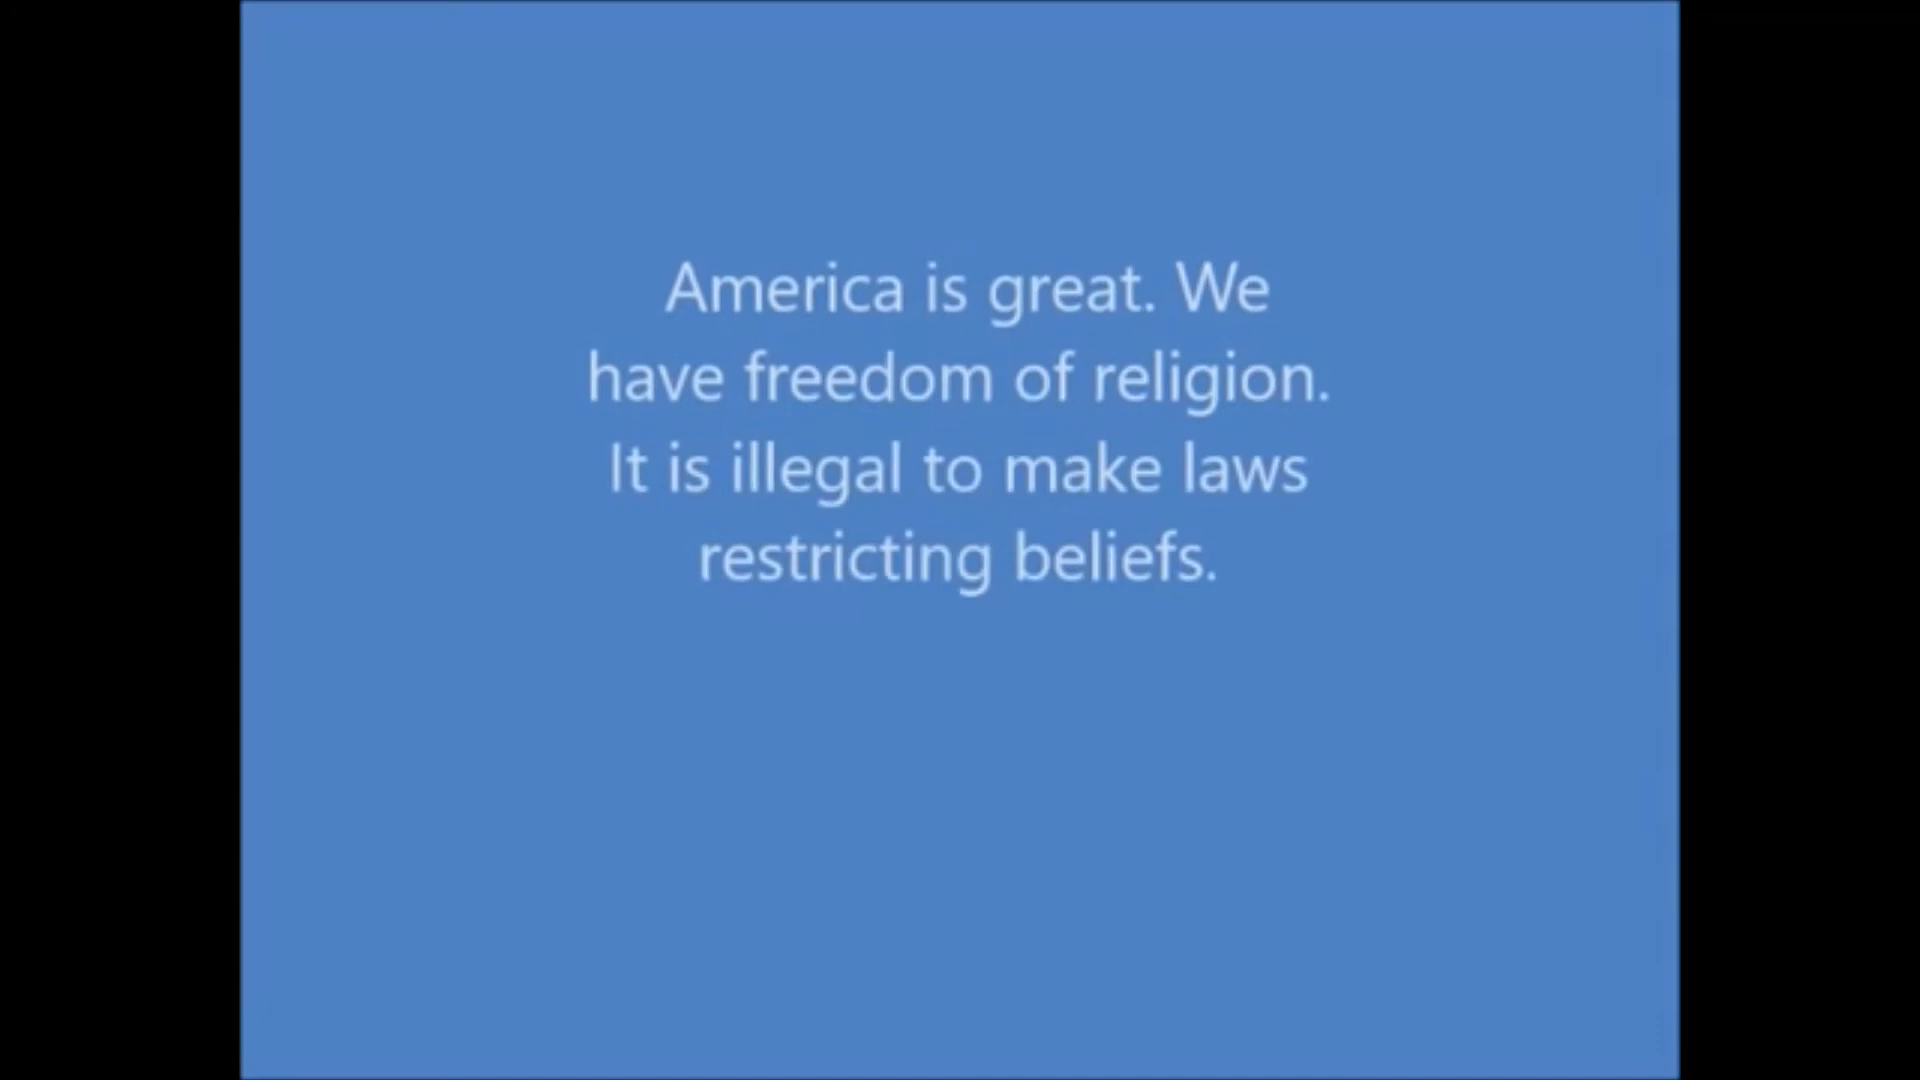 America is great. We
have freedom of religion.
It is illegal to make laws
restricting beliefs.